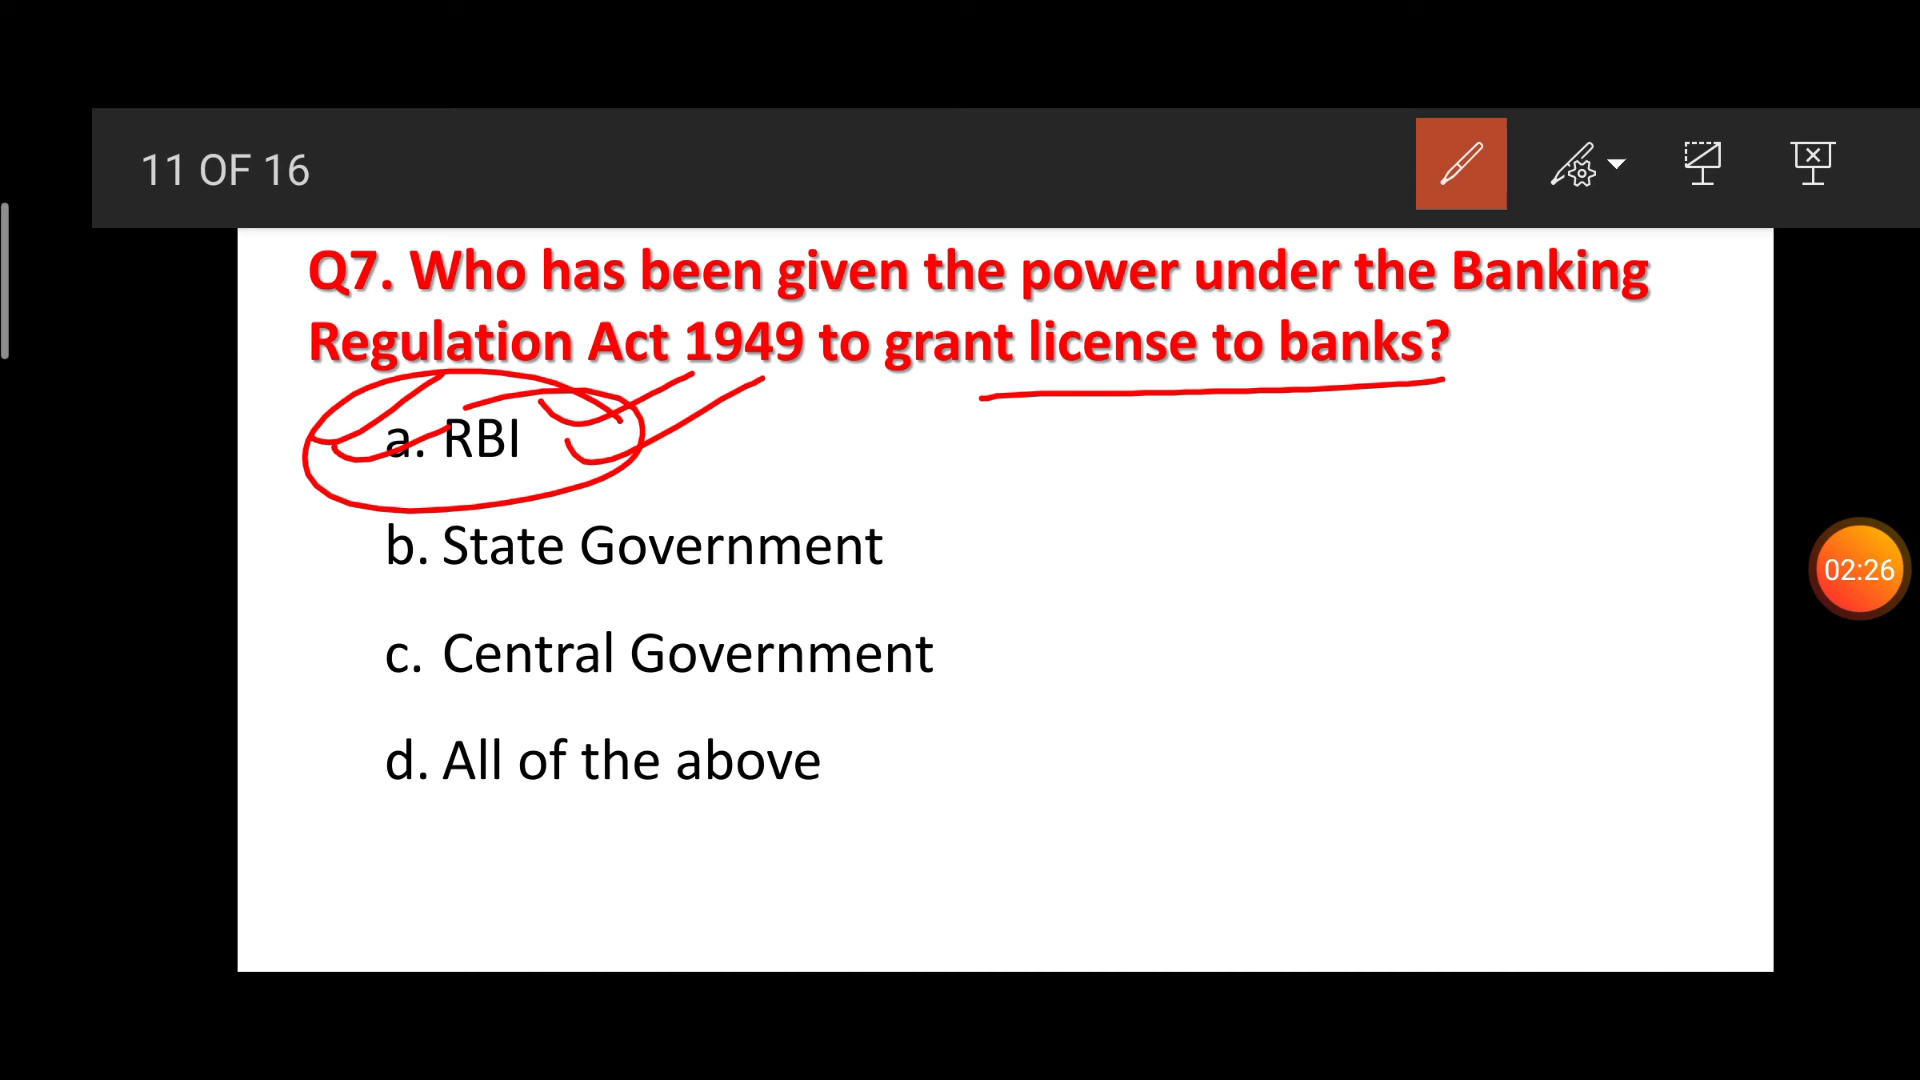 11 OF 16
Q7. Who has been given the power under the Banking
Regulation Act 1949 to grant license to banks?
a. RBI
b. State Government
c. Central Government
d. All of the above
02:26